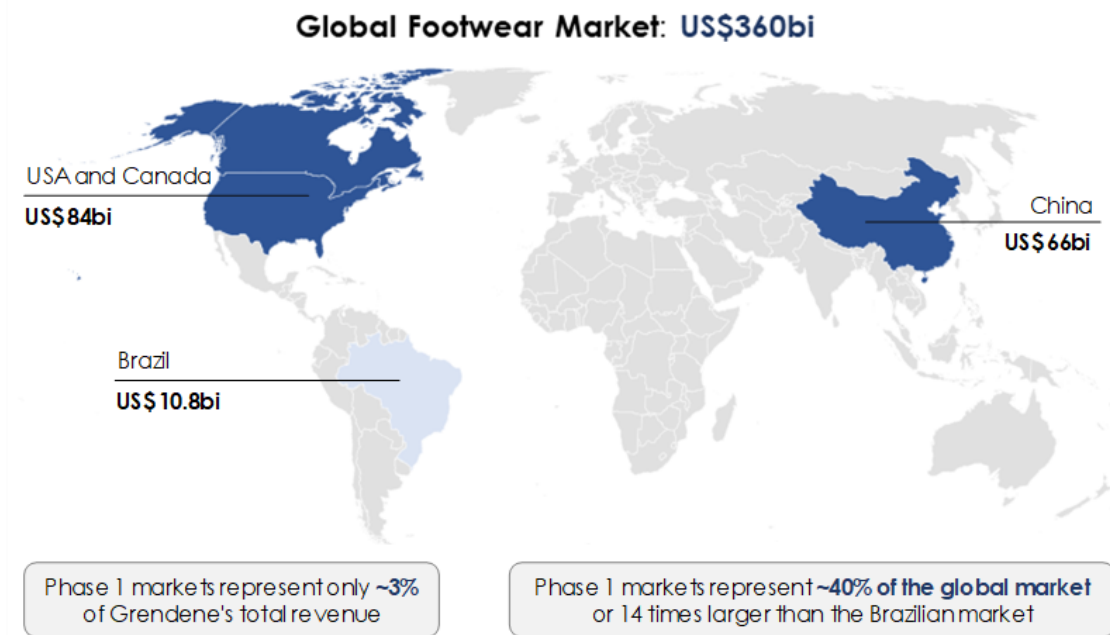 Global Footwear Market: US$360bi
USA and Canada
US$84bi
China
US$66bi
Brazil
US$10.8bi
Phase 1 markets represent only ~3%
of Grendene's total revenue
Phase 1 markets represent ~40% of the global market
or 14 times larger than the Brazilian market